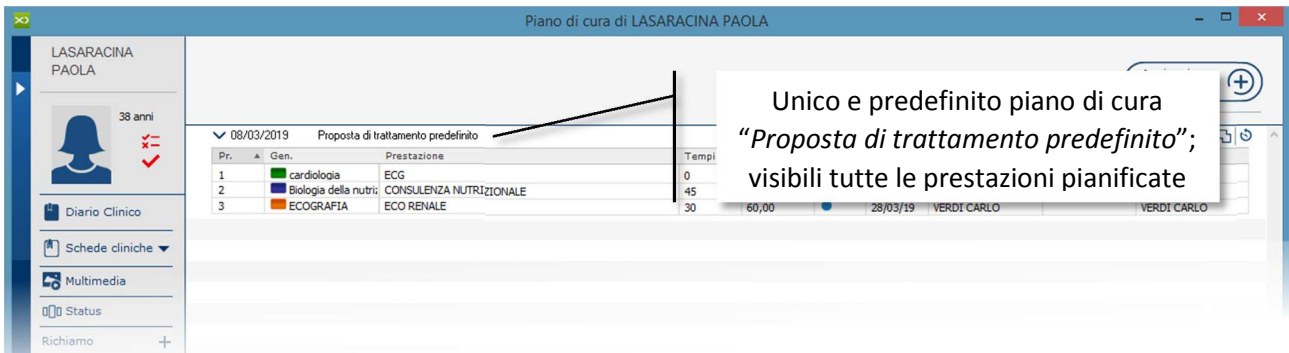 Piano di cura di LASARACINA PAOLA
LASARACINA
PAOLA
38 anni
Unico e predefinito piano di cura
“Proposta di trattamento predefinito”;
visibili tutte le prestazioni pianificate
08/03/2019 Proposta di trattamento predefinito
Pr. Gen. Prestazione Tempi
1 cardiologia ECG 0
2 Biologia della nutri: CONSULENZA NUTRIZIONALE 45
3 ECOGRAFIA ECO RENALE 30 60,00 28/03/19 VERDI CARLO VERDI CARLO
Diario Clinico
Schede cliniche
Multimedia
Status
Richiamo +